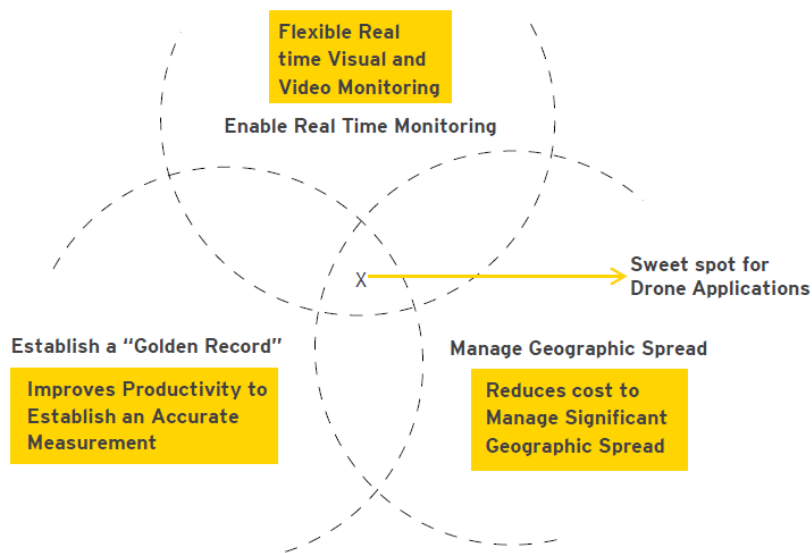 Flexible Real
time Visual and
Video Monitoring
Enable Real Time Monitoring
X
Sweet spot for
Drone Applications
Establish a “Golden Record”
Improves Productivity to
Establish an Accurate
Measurement
Manage Geographic Spread
Reduces cost to
Manage Significant
Geographic Spread